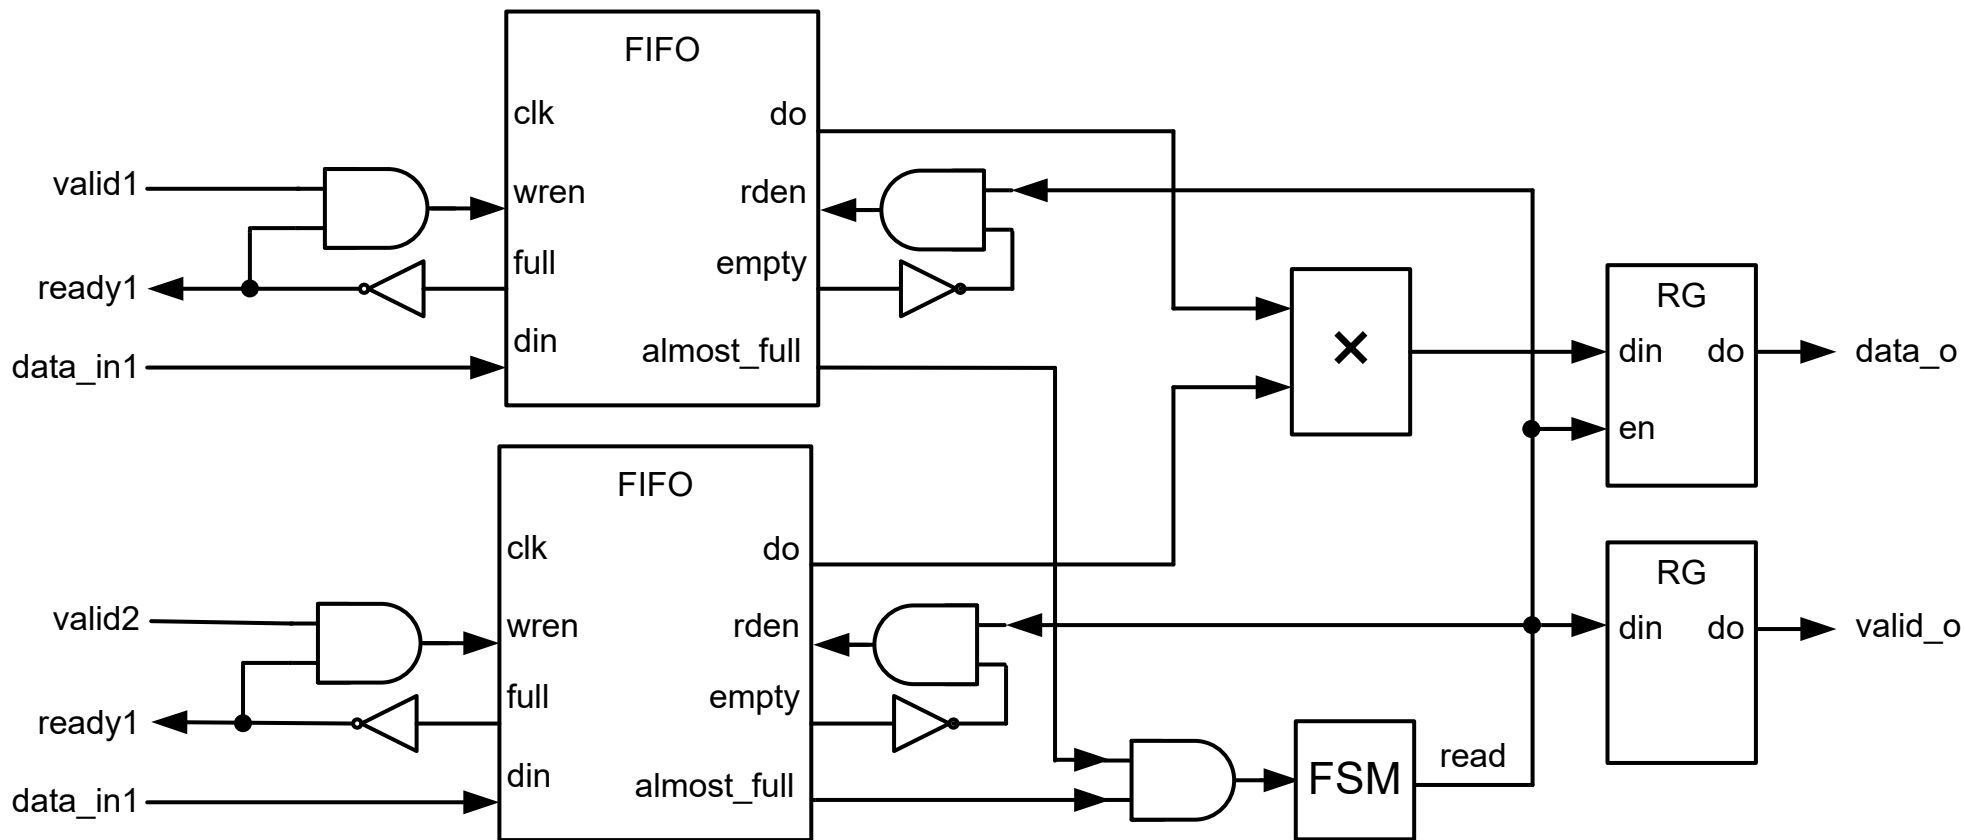 FIFO
clk
do
valid1
wren
rden
ready1
full
empty
data_in1
din
almost_full
×
RG
din
do
data_o
en
FIFO
clk
do
valid2
wren
rden
ready1
full
empty
data_in1
din
almost_full
RG
din
do
valid_o
FSM
read